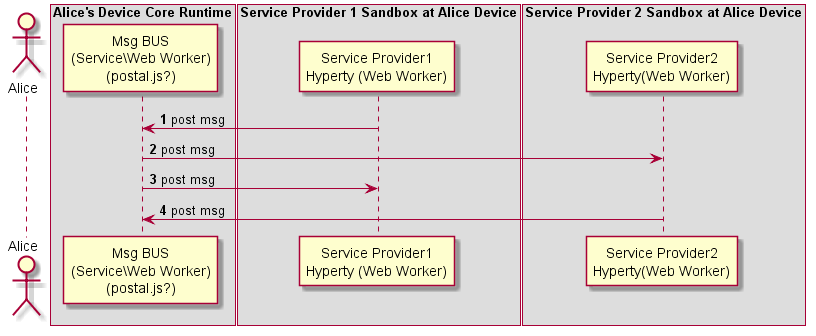 Alice's Device Core Runtime
Service Provider 1 Sandbox at Alice Device
Service Provider 2 Sandbox at Alice Device
Alice
Msg BUS
(Service\Web Worker)
(postal.js?)
Service Provider1
Hyperty (Web Worker)
Service Provider2
Hyperty(Web Worker)
1 post msg
2 post msg
3 post msg
4 post msg
Alice
Msg BUS
(Service\Web Worker)
(postal.js?)
Service Provider1
Hyperty (Web Worker)
Service Provider2
Hyperty(Web Worker)